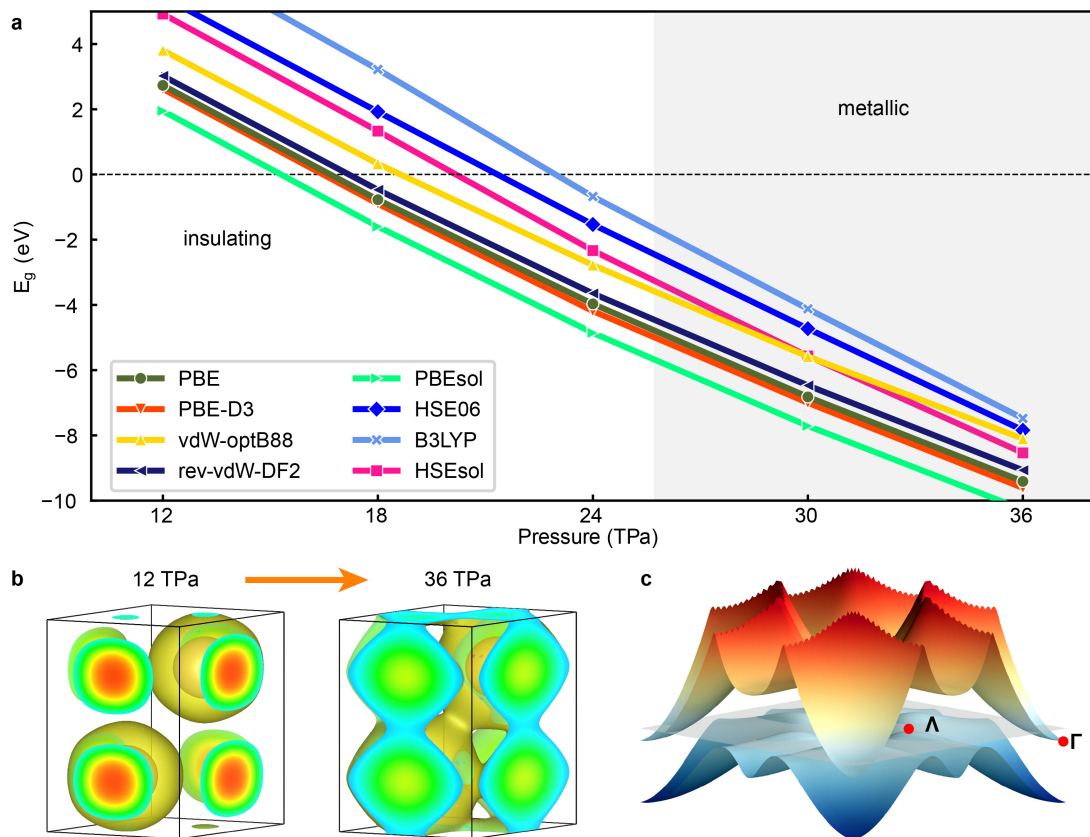 a
4
2
0
−2
−4
−6
−8
−10
E_g (eV)
metallic
insulating
PBE
PBE-D3
vdW-optB88
rev-vdW-DF2
PBEsol
HSE06
B3LYP
HSEsol
12 18 24 30 36
Pressure (TPa)
b
12 TPa 36 TPa
c
Λ
Γ